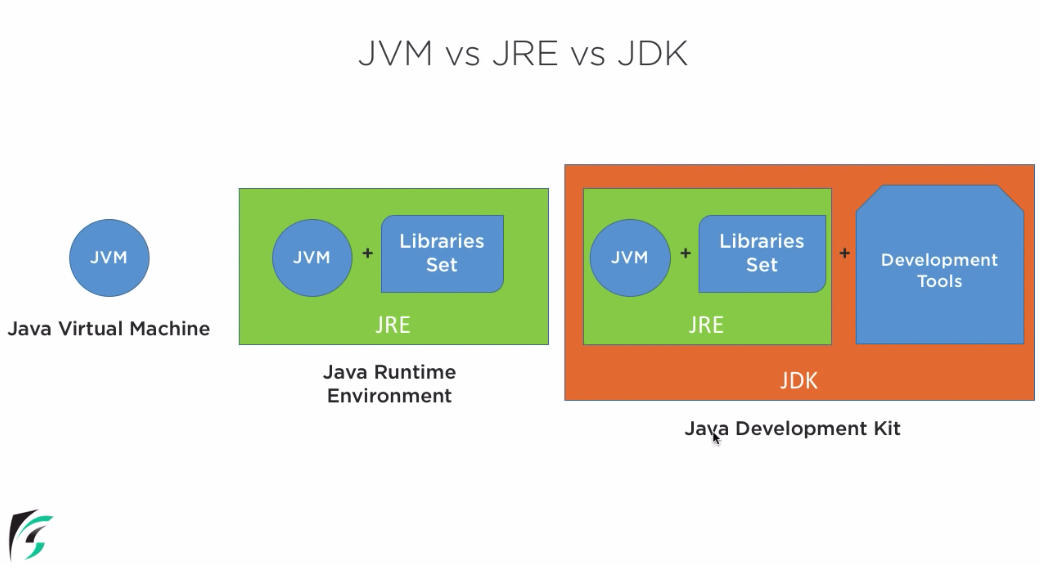 JVM vs JRE vs JDK
JVM
Java Virtual Machine
JVM
+
Libraries
Set
JRE
Java Runtime
Environment
JVM
+
Libraries
Set
JRE
+
Development
Tools
JDK
Java Development Kit